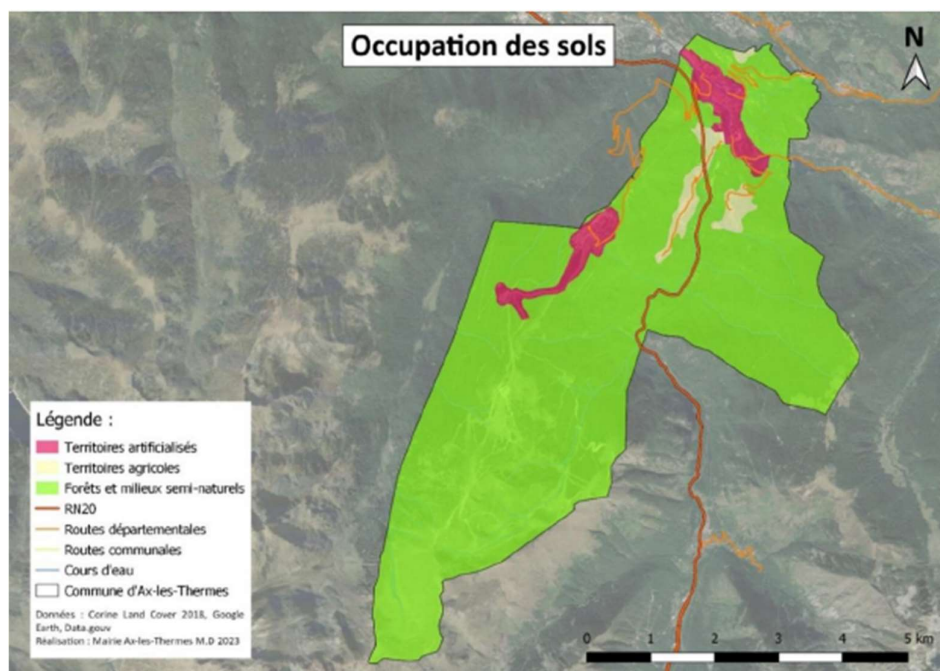 Occupation des sols
N
Légende :
Territoires artificialisés
Territoires agricoles
Forêts et milieux semi-naturels
RN20
Routes départementales
Routes communales
Cours d'eau
Commune d'Ax-les-Thermes
Données : Corine Land Cover 2018, Google
Earth, Data.gouv
Réalisation : Mairie Ax-les-Thermes M.D 2023
0 1 2 3 4 5 km